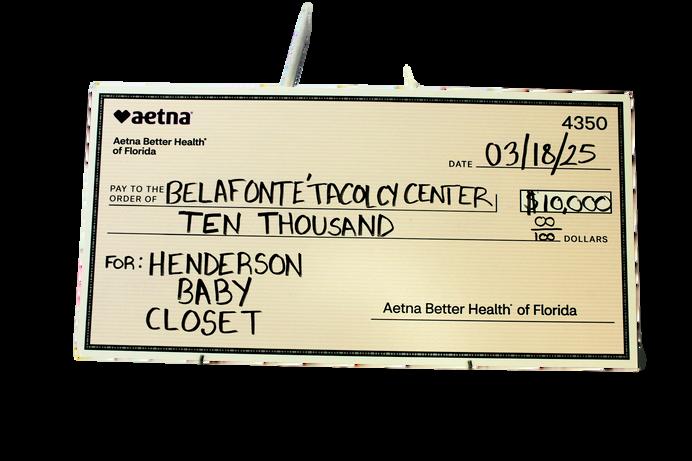 aetna
4350
Aetna Better Health
of Florida
DATE 03/18/25
PAY TO THE
ORDER OF BELAFONTE' TACOLCY CENTER $10,000
TEN THOUSAND 00/100 DOLLARS
FOR: HENDERSON
BABY
CLOSET
Aetna Better Health of Florida